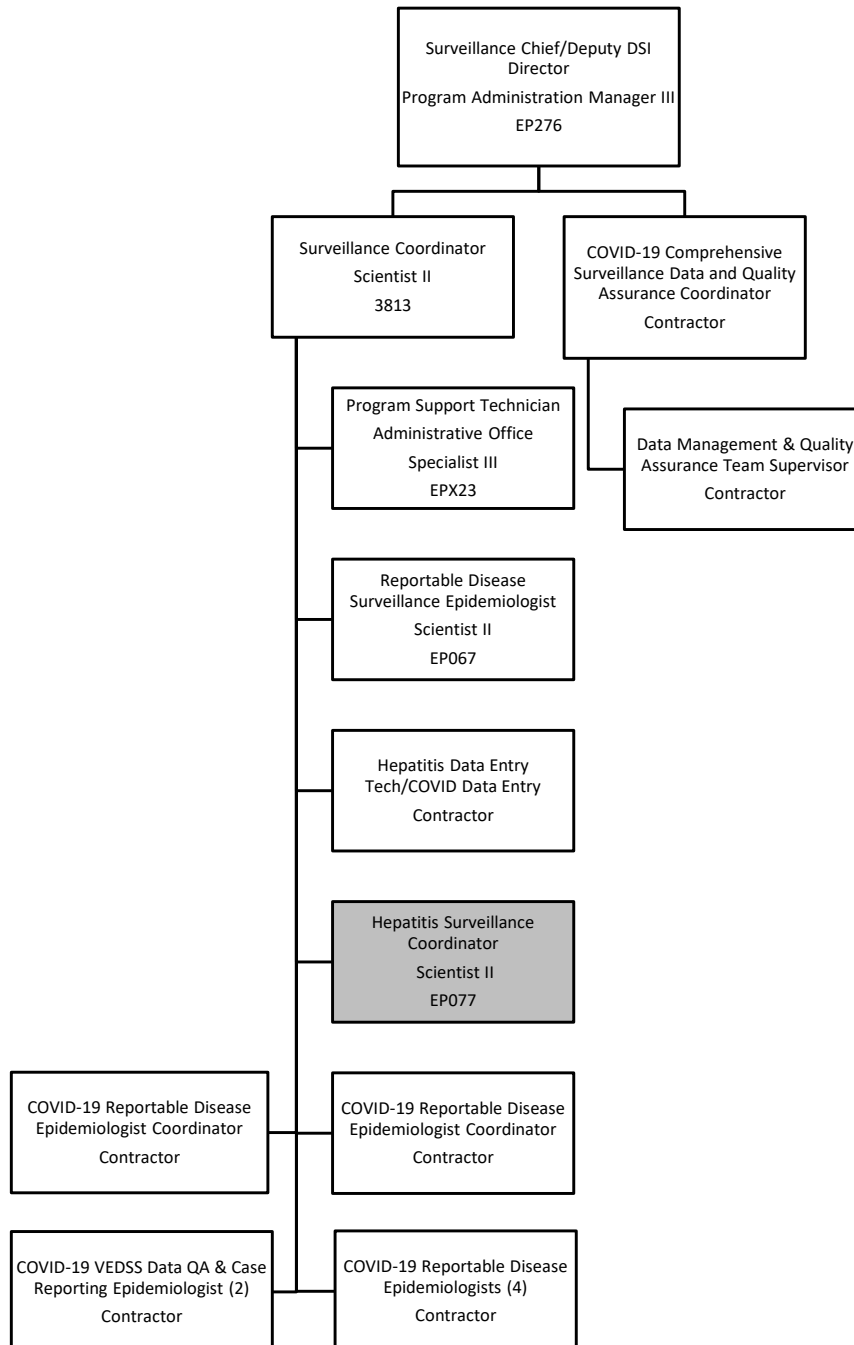 Surveillance Chief/Deputy DSI
Director
Program Administration Manager III
EP276
Surveillance Coordinator
Scientist II
3813
COVID-19 Comprehensive
Surveillance Data and Quality
Assurance Coordinator
Contractor
Program Support Technician
Administrative Office
Specialist III
EPX23
Data Management & Quality
Assurance Team Supervisor
Contractor
Reportable Disease
Surveillance Epidemiologist
Scientist II
EP067
Hepatitis Data Entry
Tech/COVID Data Entry
Contractor
Hepatitis Surveillance
Coordinator
Scientist II
EP077
COVID-19 Reportable Disease
Epidemiologist Coordinator
Contractor
COVID-19 Reportable Disease
Epidemiologist Coordinator
Contractor
COVID-19 VEDSS Data QA & Case
Reporting Epidemiologist (2)
Contractor
COVID-19 Reportable Disease
Epidemiologists (4)
Contractor